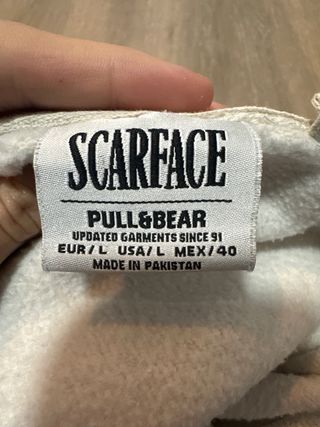 SCARFACE
PULL&BEAR
UPDATED GARMENTS SINCE 91
EUR/L USA/L MEX/40
MADE IN PAKISTAN